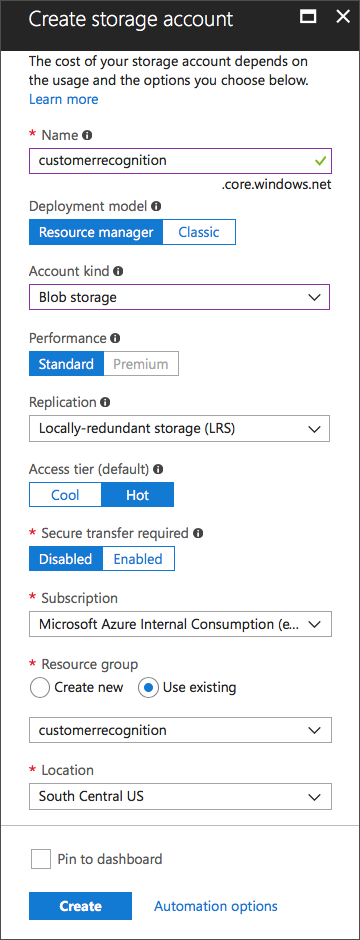 Create storage account
The cost of your storage account depends on
the usage and the options you choose below.
Learn more
* Name
customerrecognition
.core.windows.net
Deployment model
Resource manager Classic
Account kind
Blob storage
Performance
Standard Premium
Replication
Locally-redundant storage (LRS)
Access tier (default)
Cool Hot
* Secure transfer required
Disabled Enabled
* Subscription
Microsoft Azure Internal Consumption (e...
* Resource group
Create new Use existing
customerrecognition
* Location
South Central US
Pin to dashboard
Create Automation options